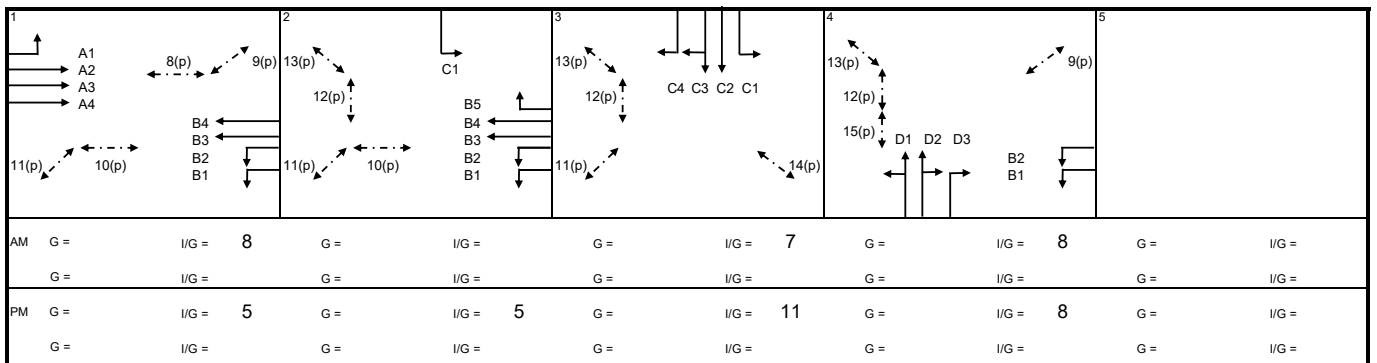 1 2 3 4 5
A1
A2
A3
A4
8(p)
9(p)
B4
B3
B2
B1
11(p)
10(p)
13(p)
C1
12(p)
B5
B4
B3
B2
B1
11(p)
10(p)
13(p)
C4 C3 C2 C1
12(p)
11(p)
14(p)
13(p)
9(p)
12(p)
15(p)
D1 D2 D3
B2
B1
AM G = I/G = 8 G = I/G = G = I/G = 7 G = I/G = 8 G = I/G =
G = I/G = G = I/G = G = I/G = G = I/G = G = I/G =
PM G = I/G = 5 G = I/G = 5 G = I/G = 11 G = I/G = 8 G = I/G =
G = I/G = G = I/G = G = I/G = G = I/G = G = I/G =